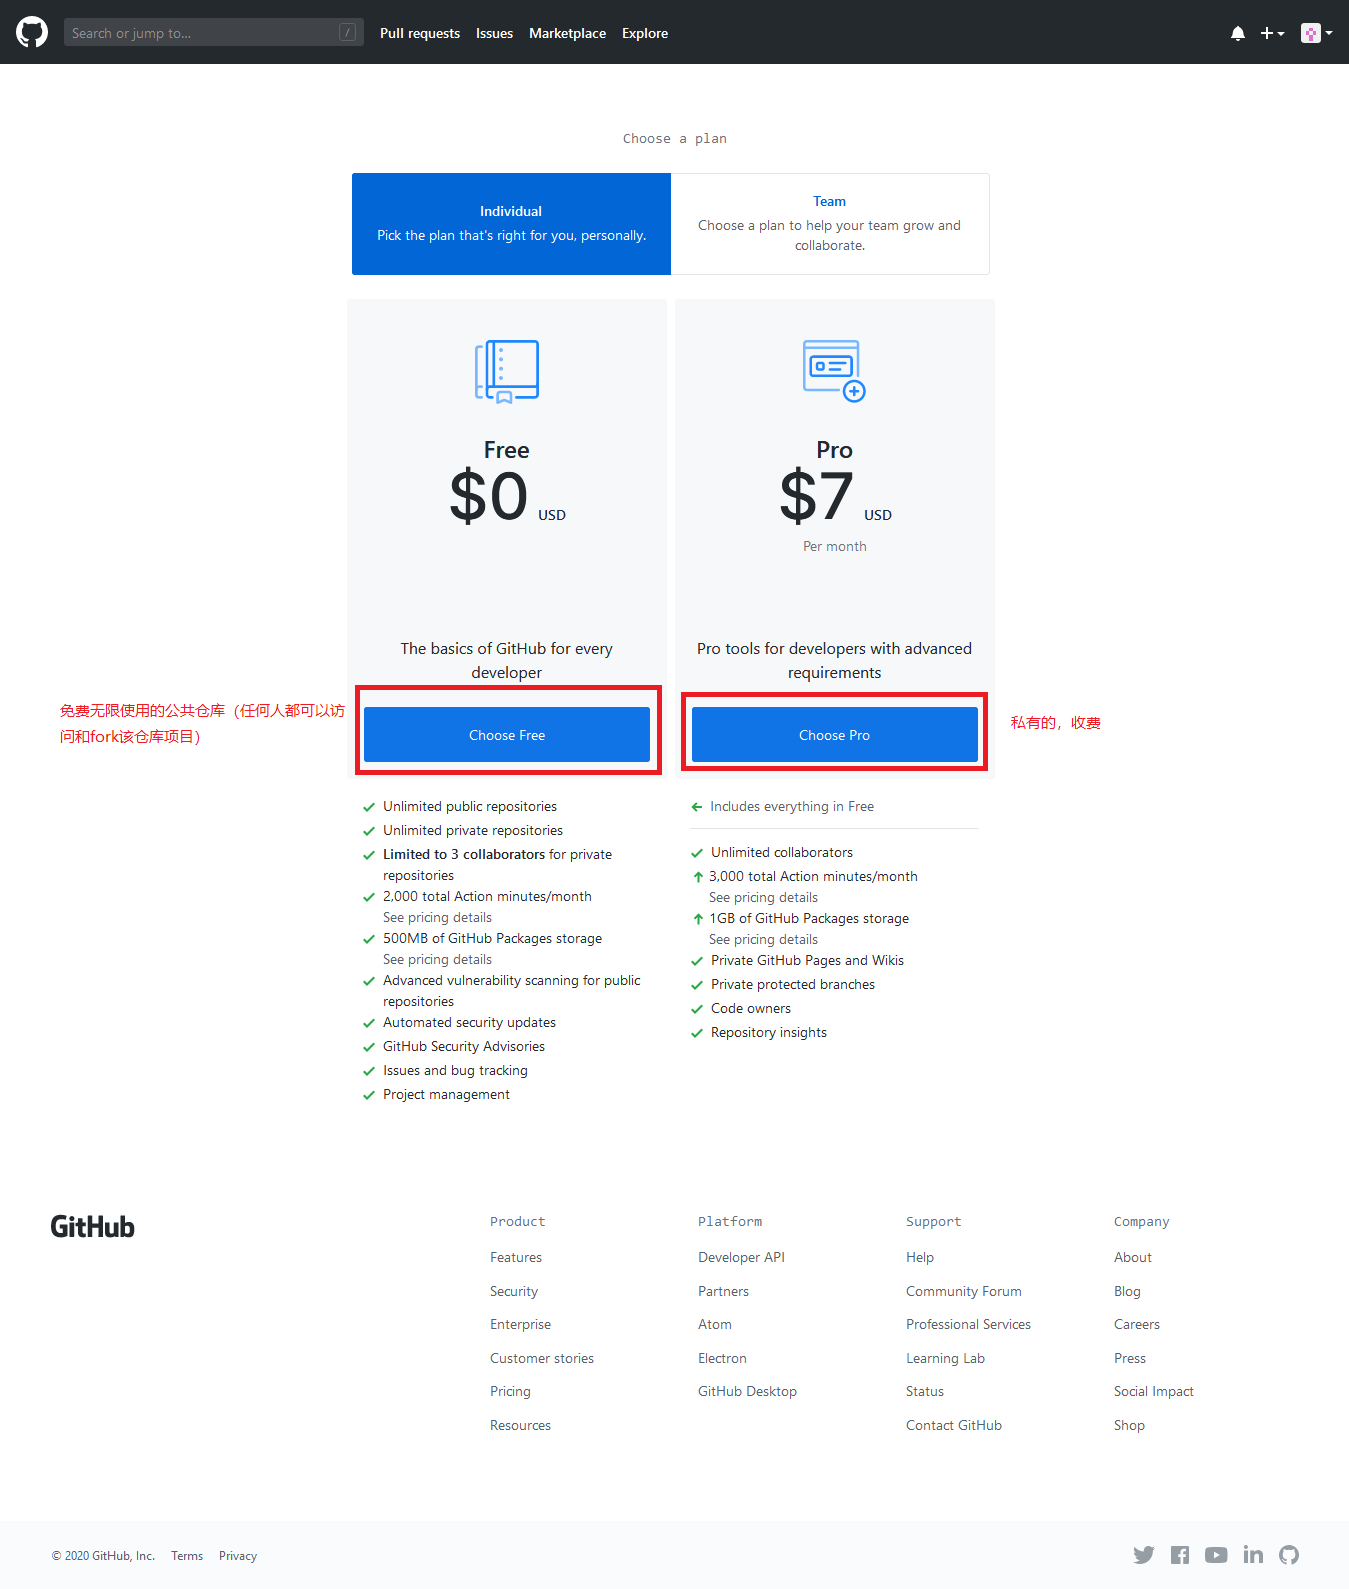 Search or jump to...
/
Pull requests
Issues
Marketplace
Explore
Choose a plan
Individual
Pick the plan that's right for you, personally.
Team
Choose a plan to help your team grow and
collaborate.
Free
$0 USD
The basics of GitHub for every
developer
Choose Free
免费无限使用的公共仓库（任何人都可以访
问和fork该仓库项目）
Unlimited public repositories
Unlimited private repositories
Limited to 3 collaborators for private
repositories
2,000 total Action minutes/month
See pricing details
500MB of GitHub Packages storage
See pricing details
Advanced vulnerability scanning for public
repositories
Automated security updates
GitHub Security Advisories
Issues and bug tracking
Project management
Pro
$7 USD
Per month
Pro tools for developers with advanced
requirements
Choose Pro
私有的，收费
Includes everything in Free
Unlimited collaborators
3,000 total Action minutes/month
See pricing details
1GB of GitHub Packages storage
See pricing details
Private GitHub Pages and Wikis
Private protected branches
Code owners
Repository insights
GitHub
Product
Features
Security
Enterprise
Customer stories
Pricing
Resources
Platform
Developer API
Partners
Atom
Electron
GitHub Desktop
Support
Help
Community Forum
Professional Services
Learning Lab
Status
Contact GitHub
Company
About
Blog
Careers
Press
Social Impact
Shop
© 2020 GitHub, Inc.
Terms
Privacy